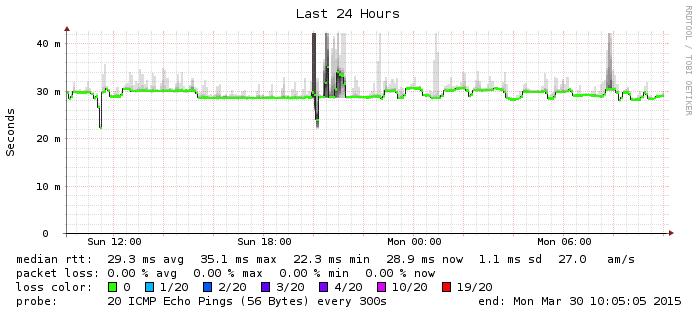 Last 24 Hours
RRDTOOL / TOBI OETIKER
Seconds
40 m
30 m
20 m
10 m
0
Sun 12:00 Sun 18:00 Mon 00:00 Mon 06:00
median rtt: 29.3 ms avg 35.1 ms max 22.3 ms min 28.9 ms now 1.1 ms sd 27.0 am/s
packet loss: 0.00 % avg 0.00 % max 0.00 % min 0.00 % now
loss color: 0 1/20 2/20 3/20 4/20 10/20 19/20
probe: 20 ICMP Echo Pings (56 Bytes) every 300s end: Mon Mar 30 10:05:05 2015